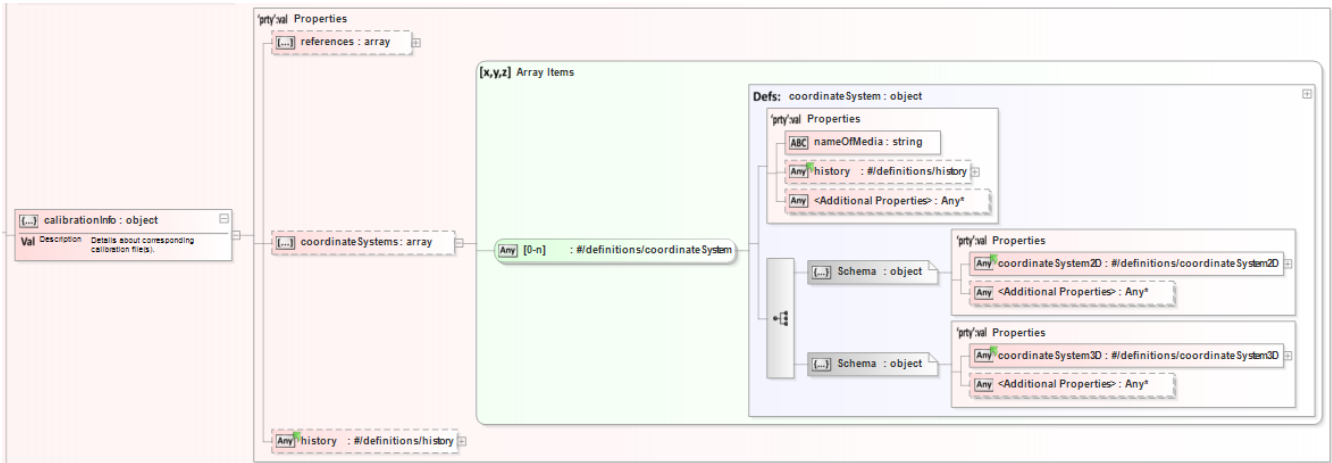 'prty':val Properties
[...] references : array
[x,y,z] Array Items
Defs: coordinateSystem : object
'prty':val Properties
ABC nameOfMedia : string
Any history : #/definitions/history
Any <Additional Properties> : Any*
{...} calibrationInfo : object
Val Description Details about corresponding
calibration file(s).
[...] coordinateSystems : array
Any [0-n] : #/definitions/coordinateSystem
'prty':val Properties
{...} Schema : object
Any coordinateSystem2D : #/definitions/coordinateSystem2D
Any <Additional Properties> : Any*
'prty':val Properties
{...} Schema : object
Any coordinateSystem3D : #/definitions/coordinateSystem3D
Any <Additional Properties> : Any*
Any history : #/definitions/history